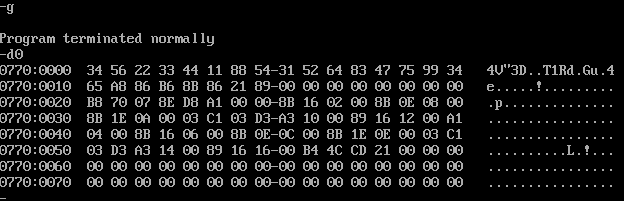 -g
Program terminated normally
-d0
0770:0000  34 56 22 33 44 11 88 54-31 52 64 83 47 75 99 34   4V"3D..T1Rd.Gu.4
0770:0010  65 A8 86 B6 8B 86 21 89-00 00 00 00 00 00 00 00   e.....!.........
0770:0020  B8 70 07 8E D8 A1 00 00-8B 16 02 00 8B 0E 08 00   .p..............
0770:0030  8B 1E 0A 00 03 C1 03 D3-A3 10 00 89 16 12 00 A1   ................
0770:0040  04 00 8B 16 06 00 8B 0E-0C 00 8B 1E 0E 00 03 C1   ................
0770:0050  03 D3 A3 14 00 89 16 16-00 B4 4C CD 21 00 00 00   ..........L.!...
0770:0060  00 00 00 00 00 00 00 00-00 00 00 00 00 00 00 00   ................
0770:0070  00 00 00 00 00 00 00 00-00 00 00 00 00 00 00 00   ................
-